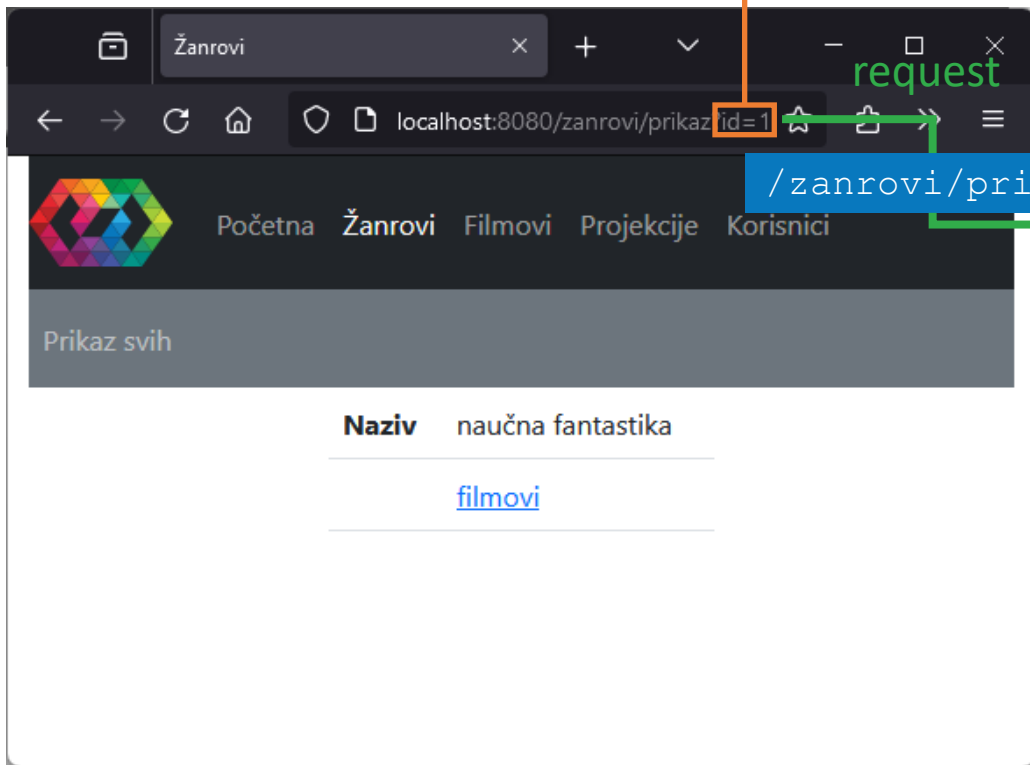 Žanrovi
request
localhost:8080/zanrovi/prikaz?id=1
/zanrovi/pri
Početna Žanrovi Filmovi Projekcije Korisnici
Prikaz svih
Naziv naučna fantastika
filmovi